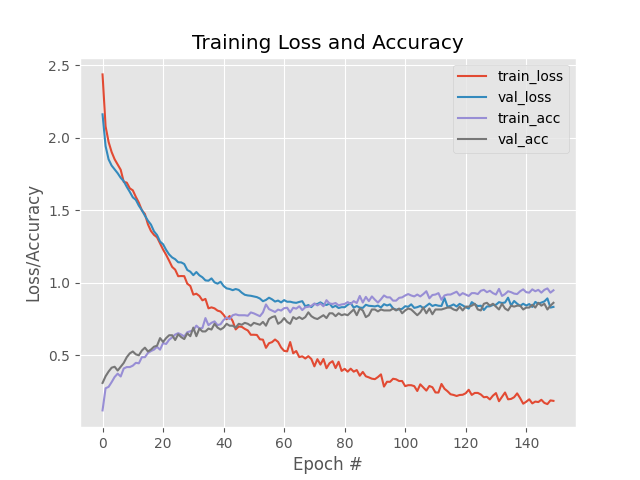 Training Loss and Accuracy
train_loss
val_loss
train_acc
val_acc
Loss/Accuracy
2.5
2.0
1.5
1.0
0.5
0 20 40 60 80 100 120 140
Epoch #